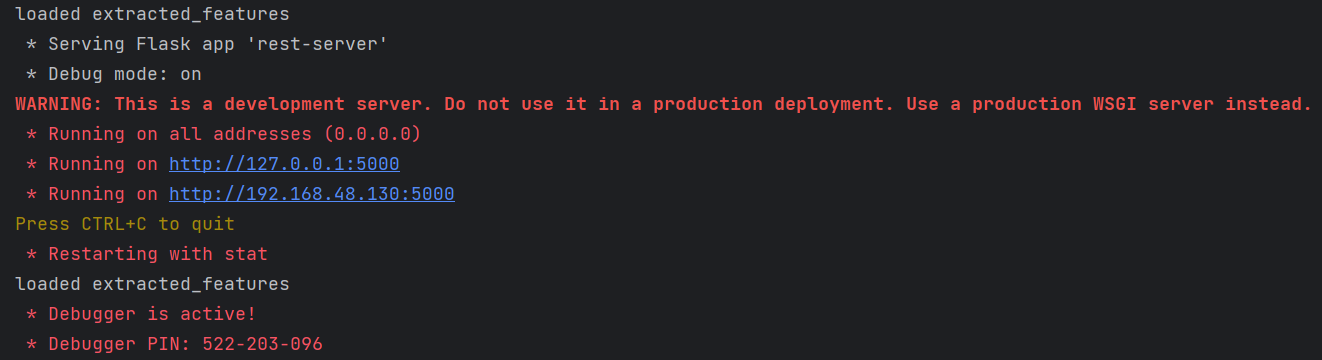 loaded extracted_features
* Serving Flask app 'rest-server'
* Debug mode: on
WARNING: This is a development server. Do not use it in a production deployment. Use a production WSGI server instead.
* Running on all addresses (0.0.0.0)
* Running on http://127.0.0.1:5000
* Running on http://192.168.48.130:5000
Press CTRL+C to quit
* Restarting with stat
loaded extracted_features
* Debugger is active!
* Debugger PIN: 522-203-096